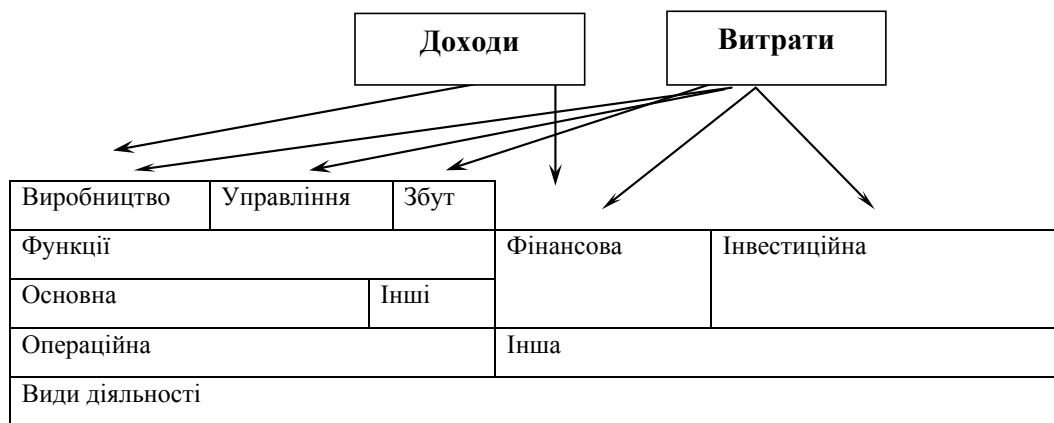 Доходи Витрати
Виробництво Управління Збут
Функції Фінансова Інвестиційна
Основна Інші
Операційна Інша
Види діяльності